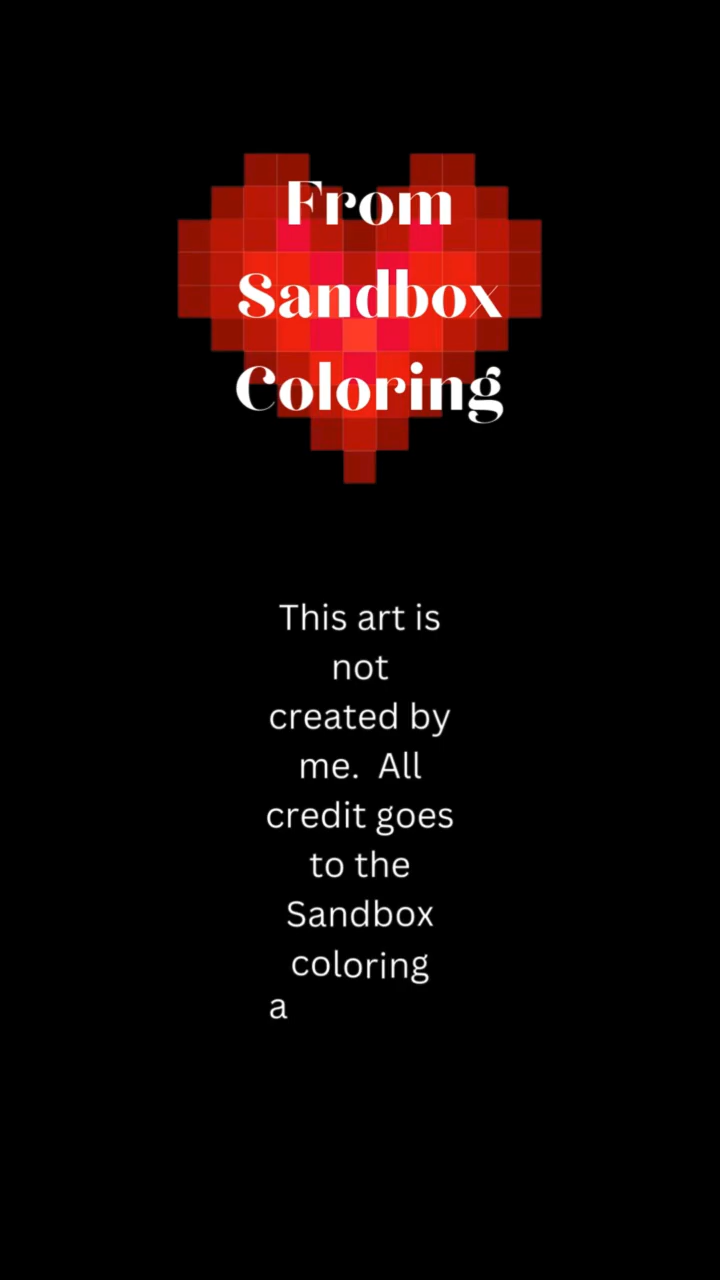 From
Sandbox
Coloring
This art is
not
created by
me.  All
credit goes
to the
Sandbox
coloring
a